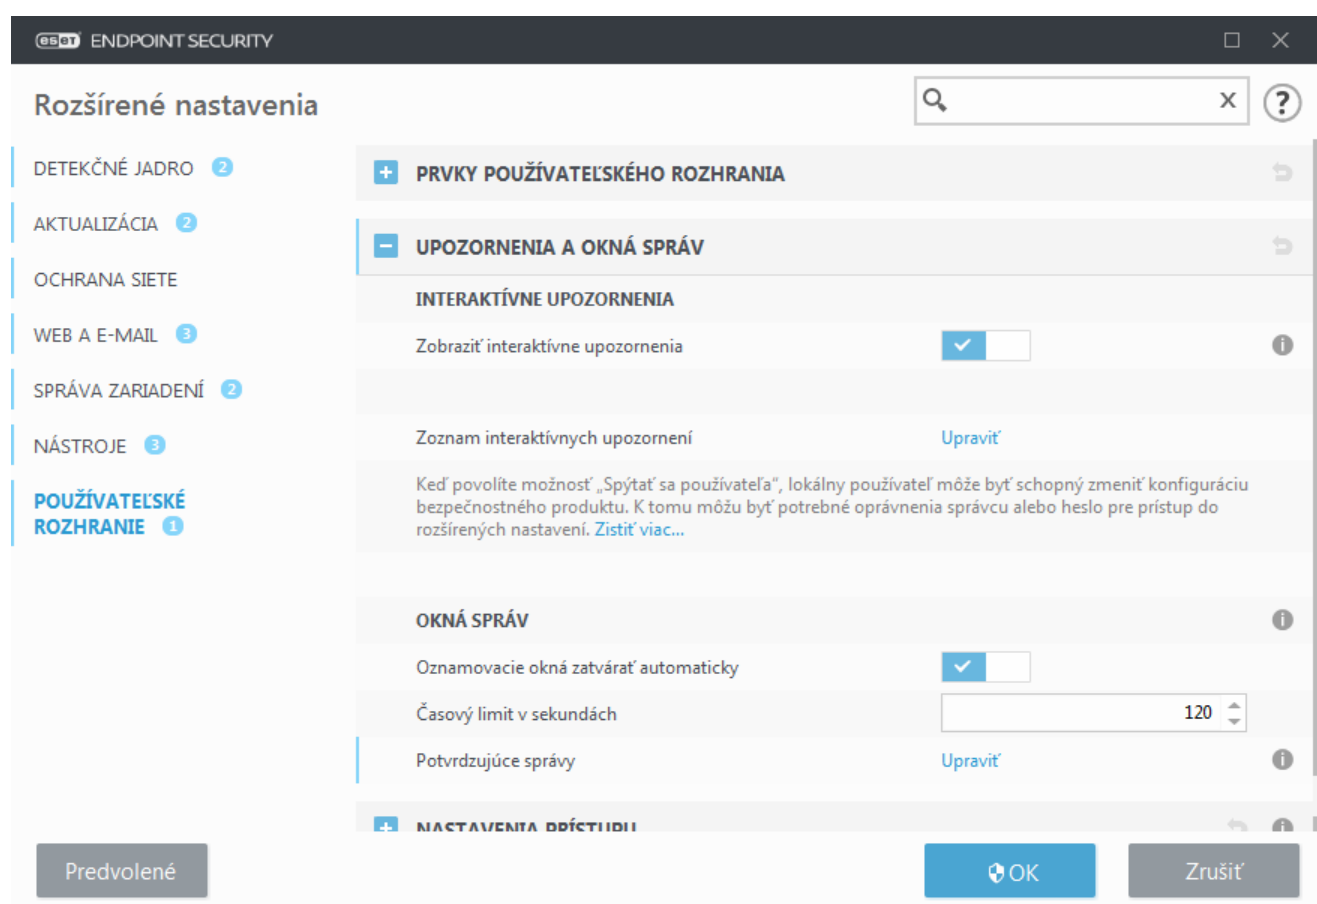 eset ENDPOINT SECURITY
Rozšírené nastavenia
x
?
DETEKČNÉ JADRO 2
AKTUALIZÁCIA 2
OCHRANA SIETE
WEB A E-MAIL 3
SPRÁVA ZARIADENÍ 2
NÁSTROJE 3
POUŽÍVATEĽSKÉ
ROZHRANIE 1
PRVKY POUŽÍVATEĽSKÉHO ROZHRANIA
UPOZORNENIA A OKNÁ SPRÁV
INTERAKTÍVNE UPOZORNENIA
Zobraziť interaktívne upozornenia
Zoznam interaktívnych upozornení Upraviť
Keď povolíte možnosť „Spýtať sa používateľa“, lokálny používateľ môže byť schopný zmeniť konfiguráciu
bezpečnostného produktu. K tomu môžu byť potrebné oprávnenia správcu alebo heslo pre prístup do
rozšírených nastavení. Zistiť viac...
OKNÁ SPRÁV
Oznamovacie okná zatvárať automaticky
Časový limit v sekundách 120
Potvrdzujúce správy Upraviť
NASTAVENIA PRÍSTUPU
Predvolené
OK
Zrušiť